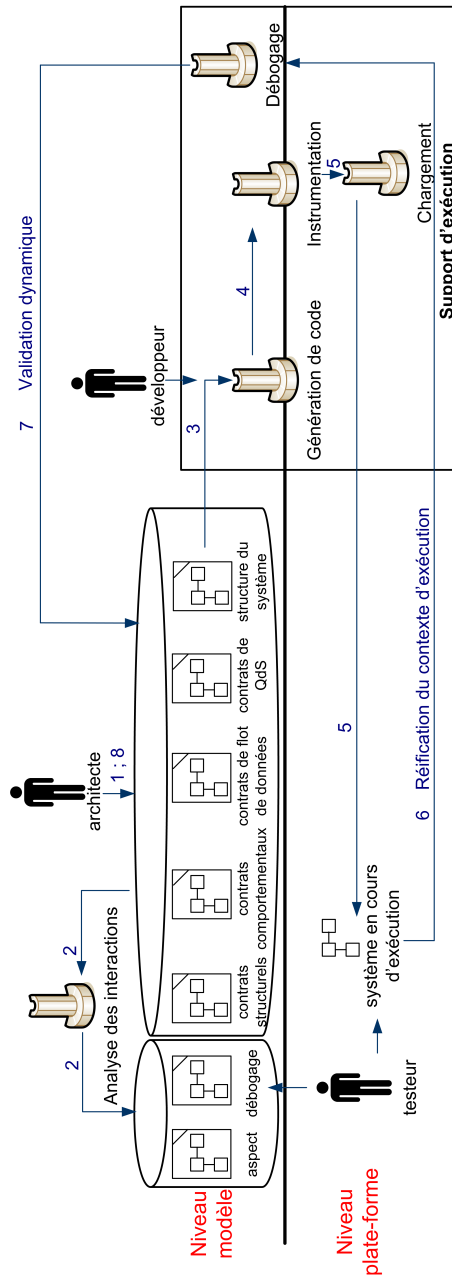 7 Validation dynamique
architecte
1 ; 8
développeur
2
2
Analyse des interactions
3
4
Génération de code
Instrumentation
Débogage
Niveau
modèle
aspect
débogage
contrats
structurels
contrats
comportementaux
contrats de flot
de données
contrats de
QdS
structure du
système
Niveau
plate-forme
testeur
système en cours
d'exécution
5
5
6 Réification du contexte d'exécution
Chargement
Support d'exécution